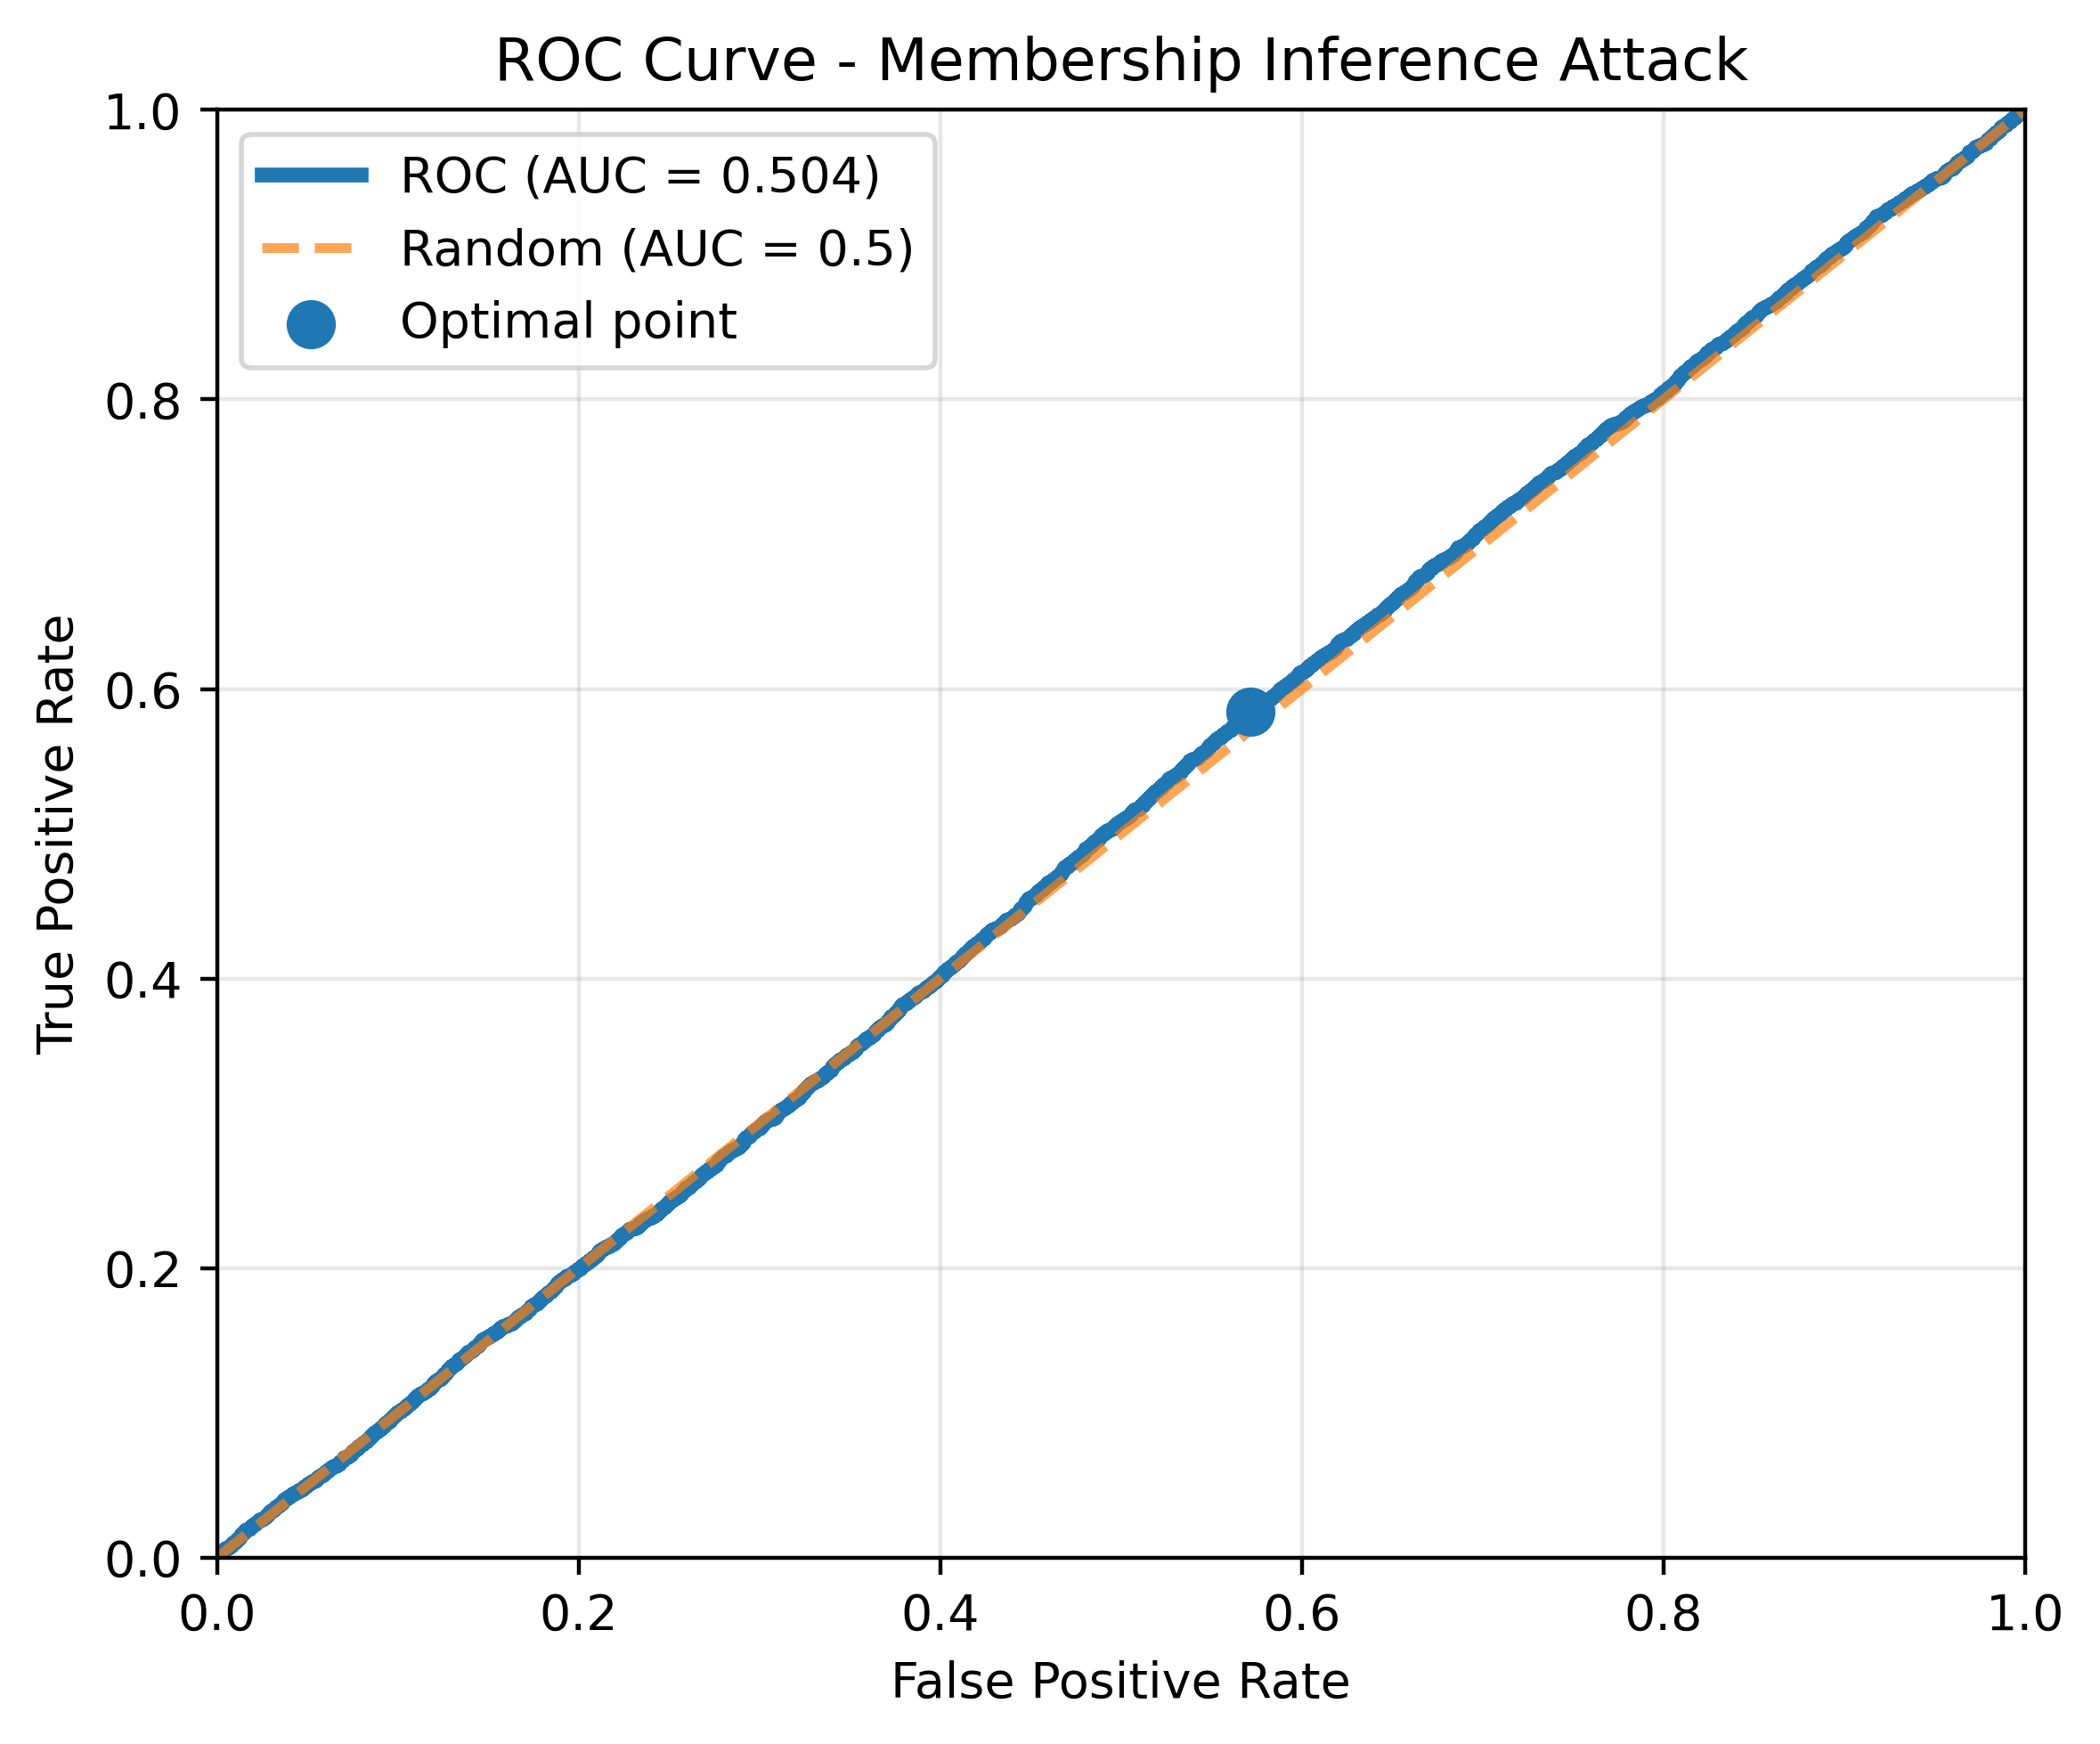 ROC Curve - Membership Inference Attack
1.0
ROC (AUC = 0.504)
Random (AUC = 0.5)
Optimal point
0.8
0.6
True Positive Rate
0.4
0.2
0.0
0.0 0.2 0.4 0.6 0.8 1.0
False Positive Rate